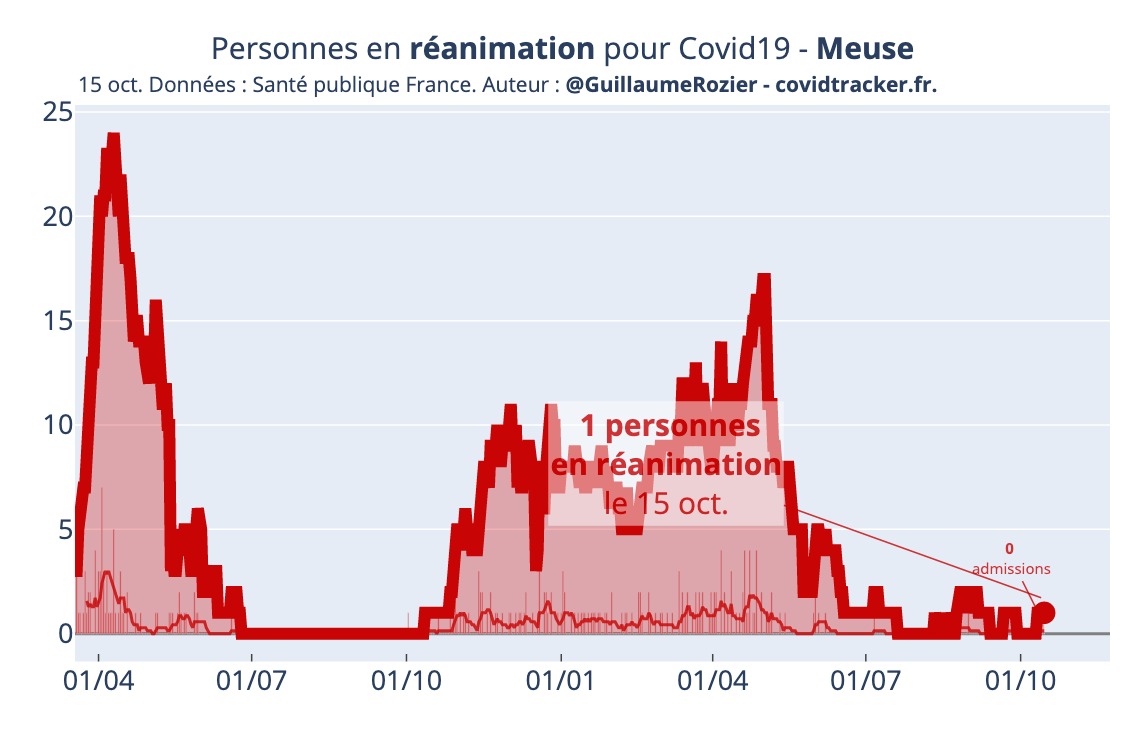 Personnes en réanimation pour Covid19 - Meuse
15 oct. Données : Santé publique France. Auteur : @GuillaumeRozier - covidtracker.fr.
25
20
15
10
5
0
1 personnes
en réanimation
le 15 oct.
0
admissions
01/04
01/07
01/10
01/01
01/04
01/07
01/10